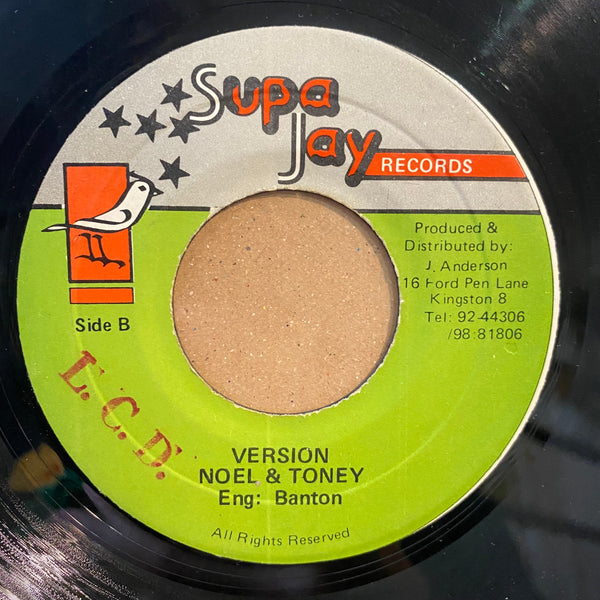 Supa
Jay
RECORDS
Produced &
Distributed by:
J. Anderson
16 Ford Pen Lane
Kingston 8
Tel: 92-44306
/98:81806
Side B
L.C.D.
VERSION
NOEL & TONEY
Eng: Banton
All Rights Reserved